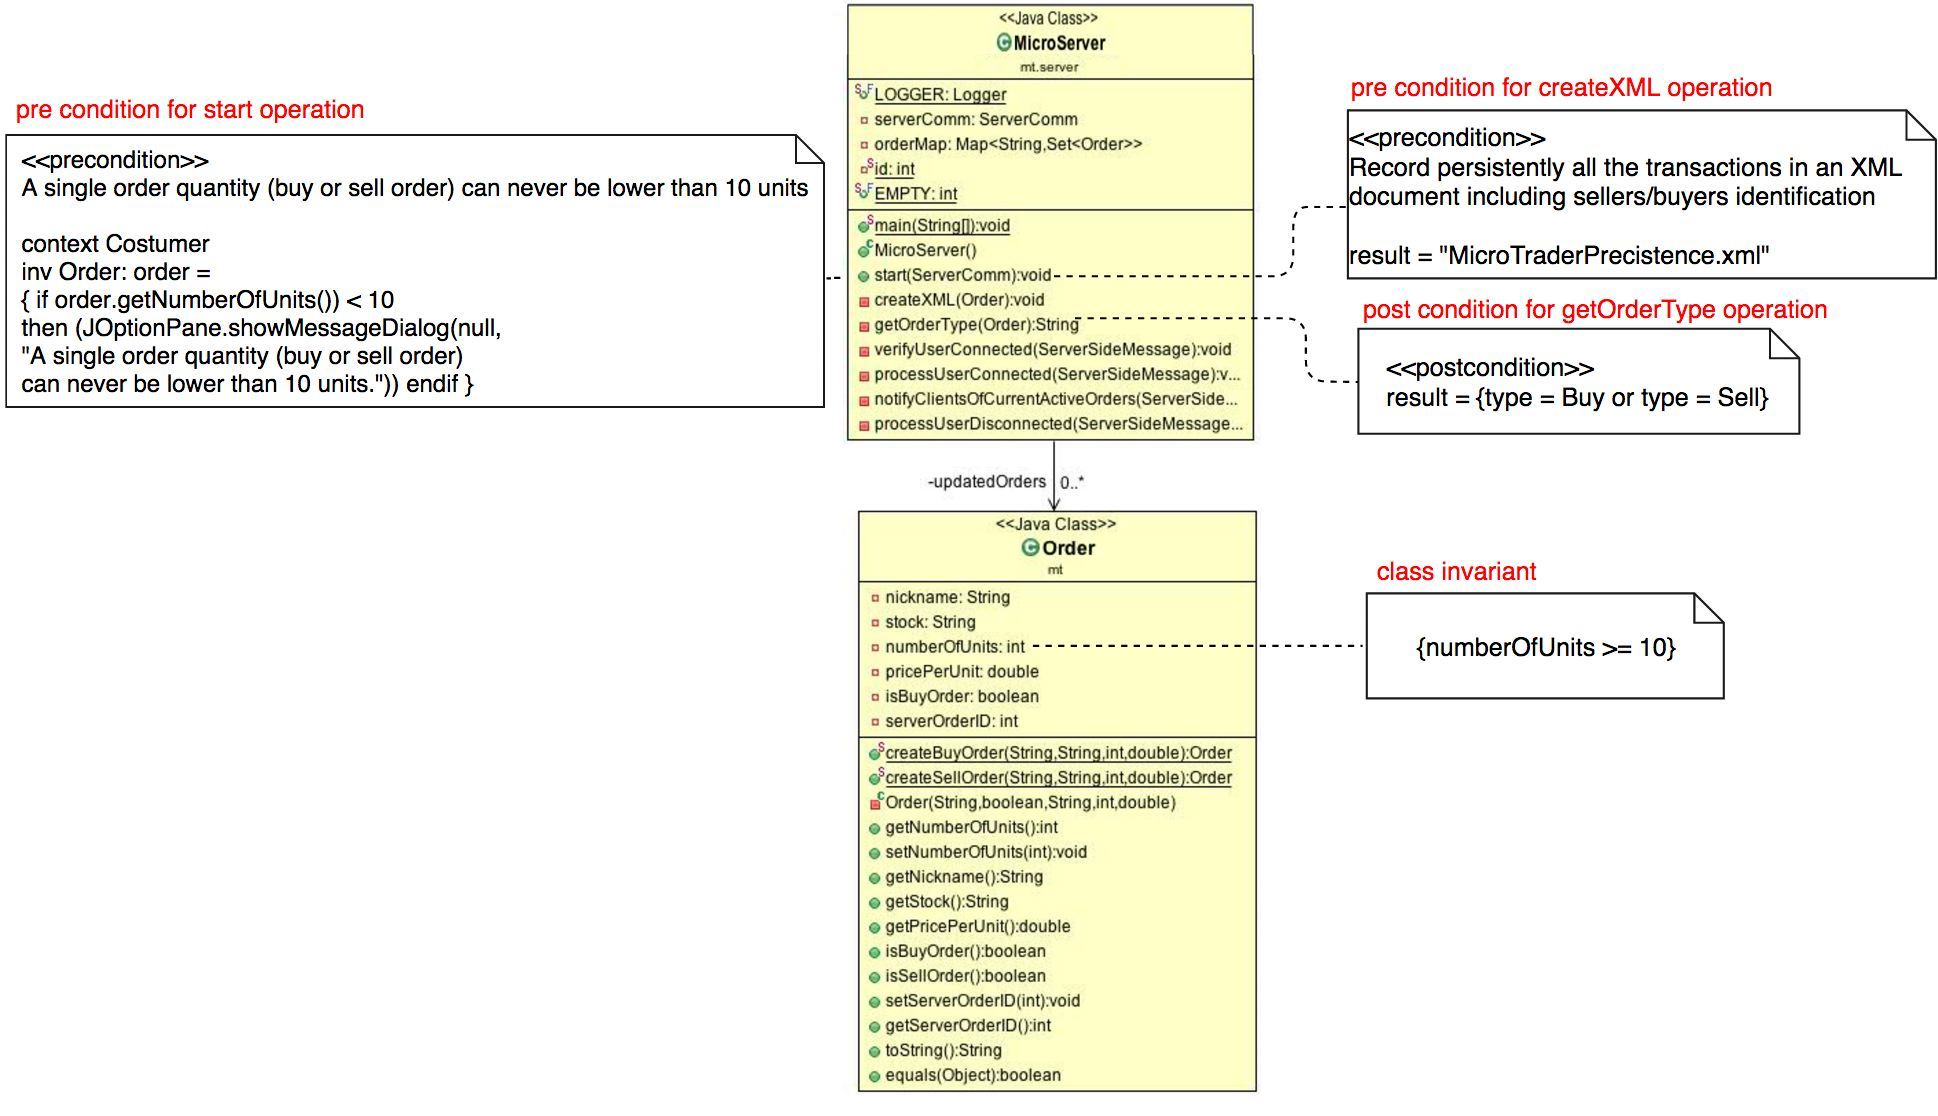 pre condition for start operation
<<precondition>>
A single order quantity (buy or sell order) can never be lower than 10 units
context Costumer
inv Order: order =
{ if order.getNumberOfUnits()) < 10
then (JOptionPane.showMessageDialog(null,
"A single order quantity (buy or sell order)
can never be lower than 10 units.")) endif }
<<Java Class>>
MicroServer
mt.server
LOGGER: Logger
serverComm: ServerComm
orderMap: Map<String,Set<Order>>
id: int
EMPTY: int
main(String[]):void
MicroServer()
start(ServerComm):void
createXML(Order):void
getOrderType(Order):String
verifyUserConnected(ServerSideMessage):void
processUserConnected(ServerSideMessage):v...
notifyClientsOfCurrentActiveOrders(ServerSide...
processUserDisconnected(ServerSideMessage...
pre condition for createXML operation
<<precondition>>
Record persistently all the transactions in an XML
document including sellers/buyers identification
result = "MicroTraderPrecistence.xml"
post condition for getOrderType operation
<<postcondition>>
result = {type = Buy or type = Sell}
-updatedOrders 0..*
<<Java Class>>
Order
mt
nickname: String
stock: String
numberOfUnits: int
pricePerUnit: double
isBuyOrder: boolean
serverOrderID: int
createBuyOrder(String,String,int,double):Order
createSellOrder(String,String,int,double):Order
Order(String,boolean,String,int,double)
getNumberOfUnits():int
setNumberOfUnits(int):void
getNickname():String
getStock():String
getPricePerUnit():double
isBuyOrder():boolean
isSellOrder():boolean
setServerOrderID(int):void
getServerOrderID():int
toString():String
equals(Object):boolean
class invariant
{numberOfUnits >= 10}